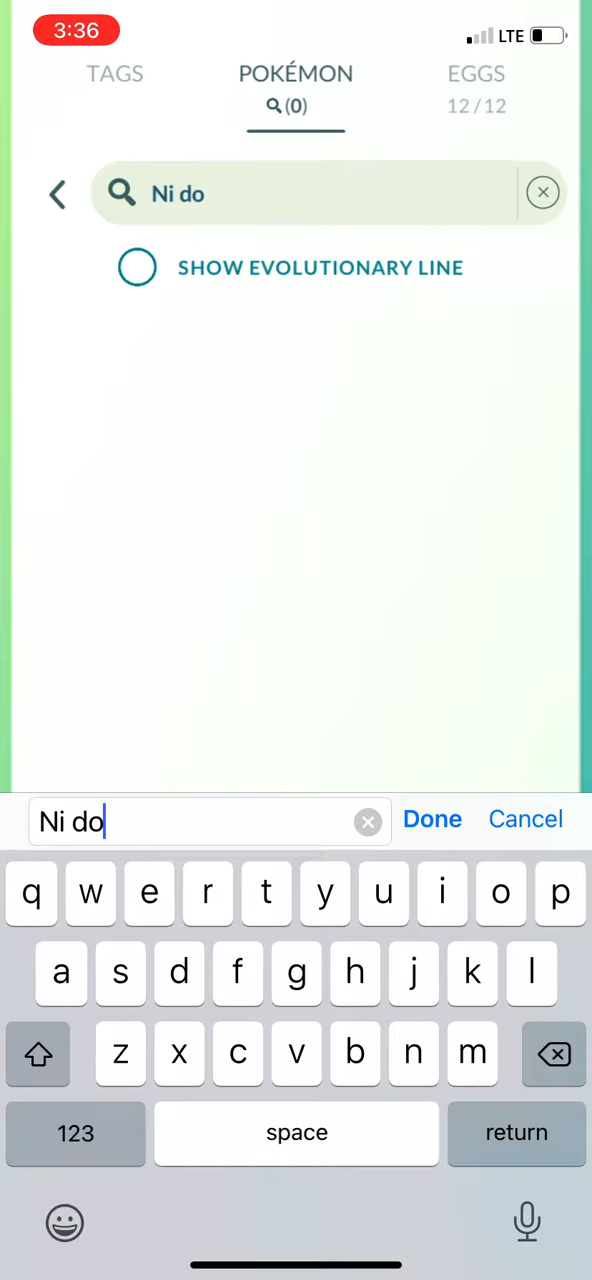 3:36
LTE
TAGS
POKÉMON
EGGS
(0)
12/12
Ni do
SHOW EVOLUTIONARY LINE
Ni do
Done
Cancel
q w e r t y u i o p
a s d f g h j k l
z x c v b n m
123
space
return